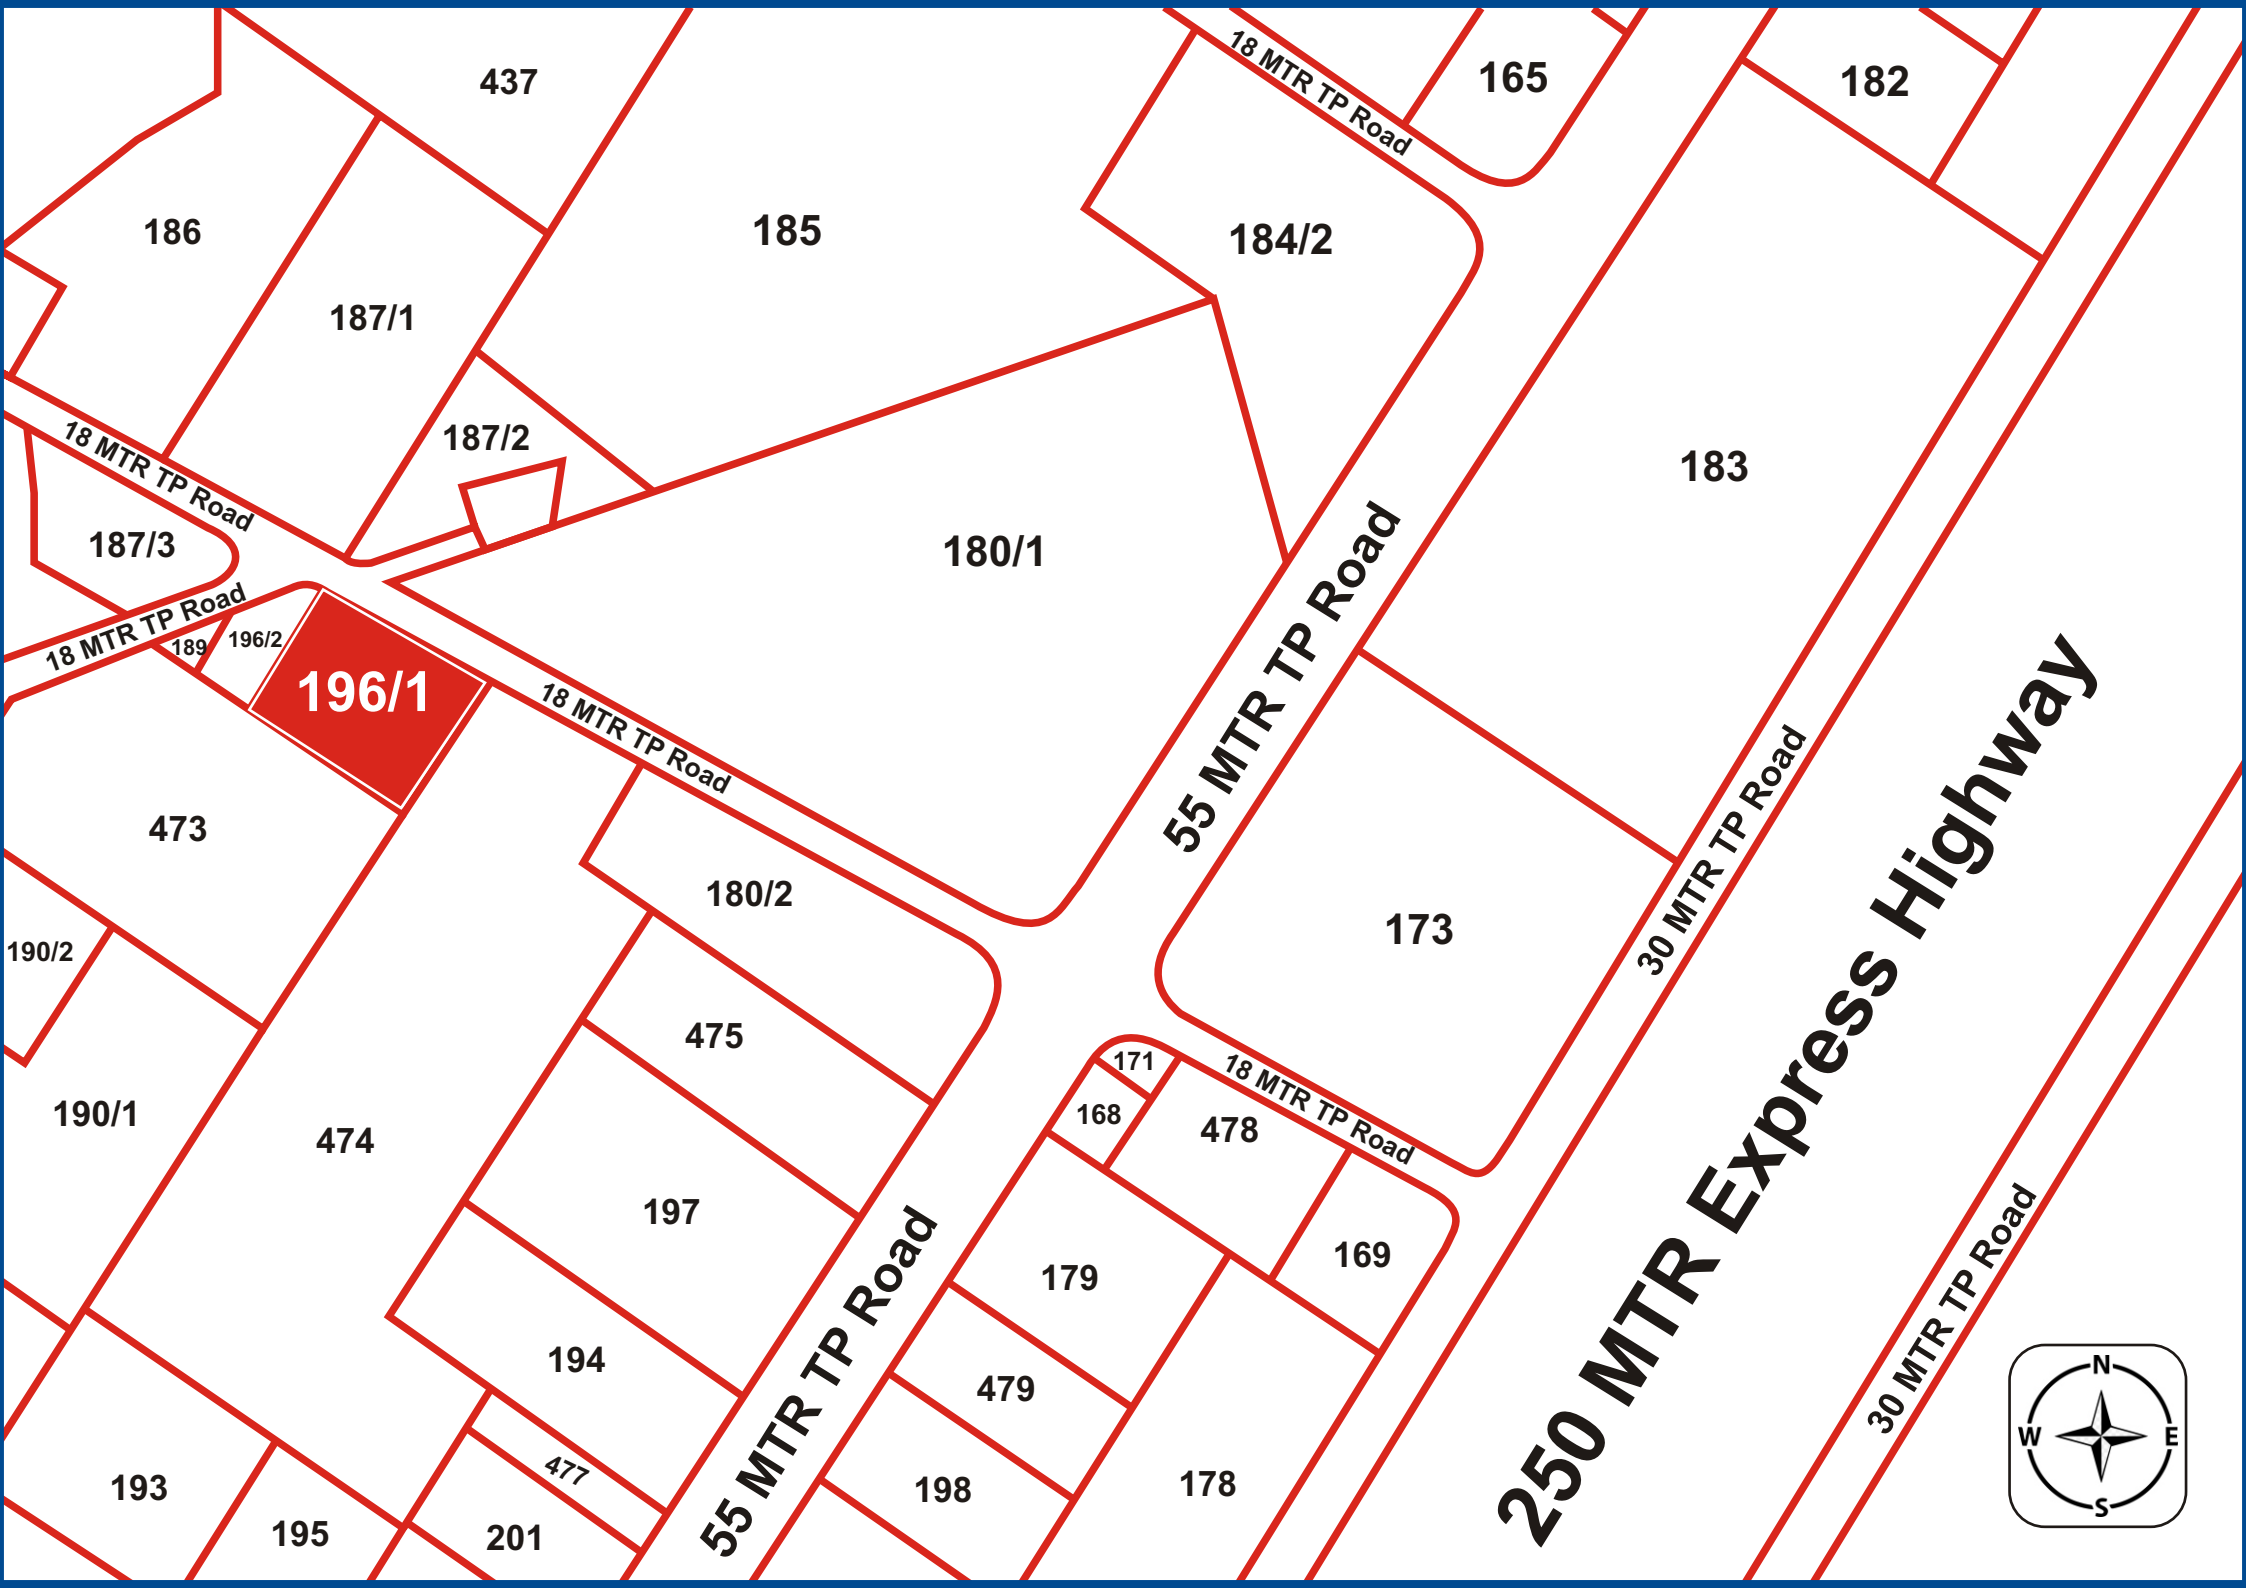 437
18 MTR TP Road
165
182
186
185
184/2
187/1
187/2
183
18 MTR TP Road
187/3
180/1
18 MTR TP Road
189
196/2
196/1
18 MTR TP Road
55 MTR TP Road
473
180/2
173
30 MTR TP Road
250 MTR Express Highway
190/2
475
171
18 MTR TP Road
168
478
190/1
474
197
179
169
194
479
55 MTR TP Road
30 MTR TP Road
193
477
198
178
195
201
N
W
E
S